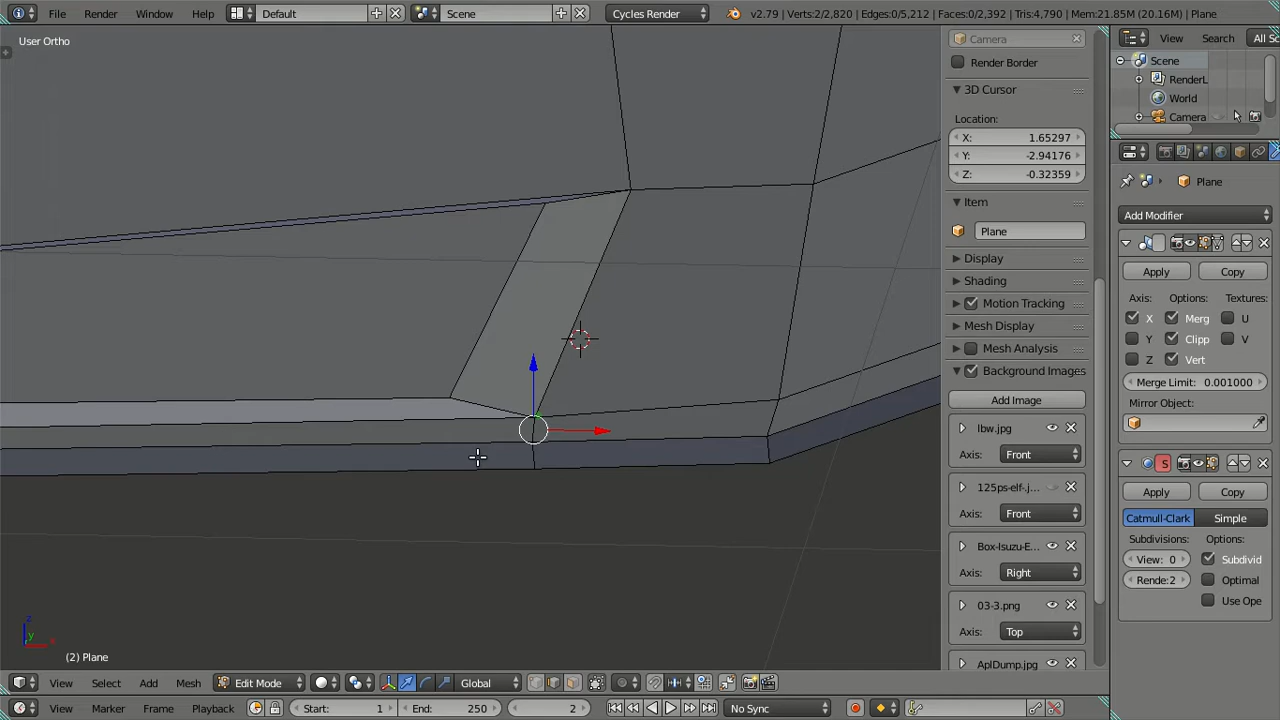 File Render Window Help Default Scene Cycles Render v2.79 | Verts:2/2,820 | Edges:0/5,212 | Faces:0/2,392 | Tris:4,790 | Mem:21.85M (20.16M) | Plane
User Ortho
Camera
Render Border
3D Cursor
Location:
X: 1.65297
Y: -2.94176
Z: -0.32359
Item
Plane
Display
Shading
Motion Tracking
Mesh Display
Mesh Analysis
Background Images
Add Image
lbw.jpg
Axis: Front
125ps-elf-.j...
Axis: Front
Box-Isuzu-E...
Axis: Right
03-3.png
Axis: Top
AplDump.jpg
View Search All Sc
Scene
RenderL
World
Camera
Plane
Add Modifier
Apply Copy
Axis: Options: Textures:
X Merg U
Y Clipp V
Z Vert
Merge Limit: 0.001000
Mirror Object:
S
Apply Copy
Catmull-Clark Simple
Subdivisions: Options:
View: 0 Subdivid
Rende:2 Optimal
Use Ope
z
y x
(2) Plane
View Select Add Mesh Edit Mode Global
View Marker Frame Playback Start: 1 End: 250 2 No Sync